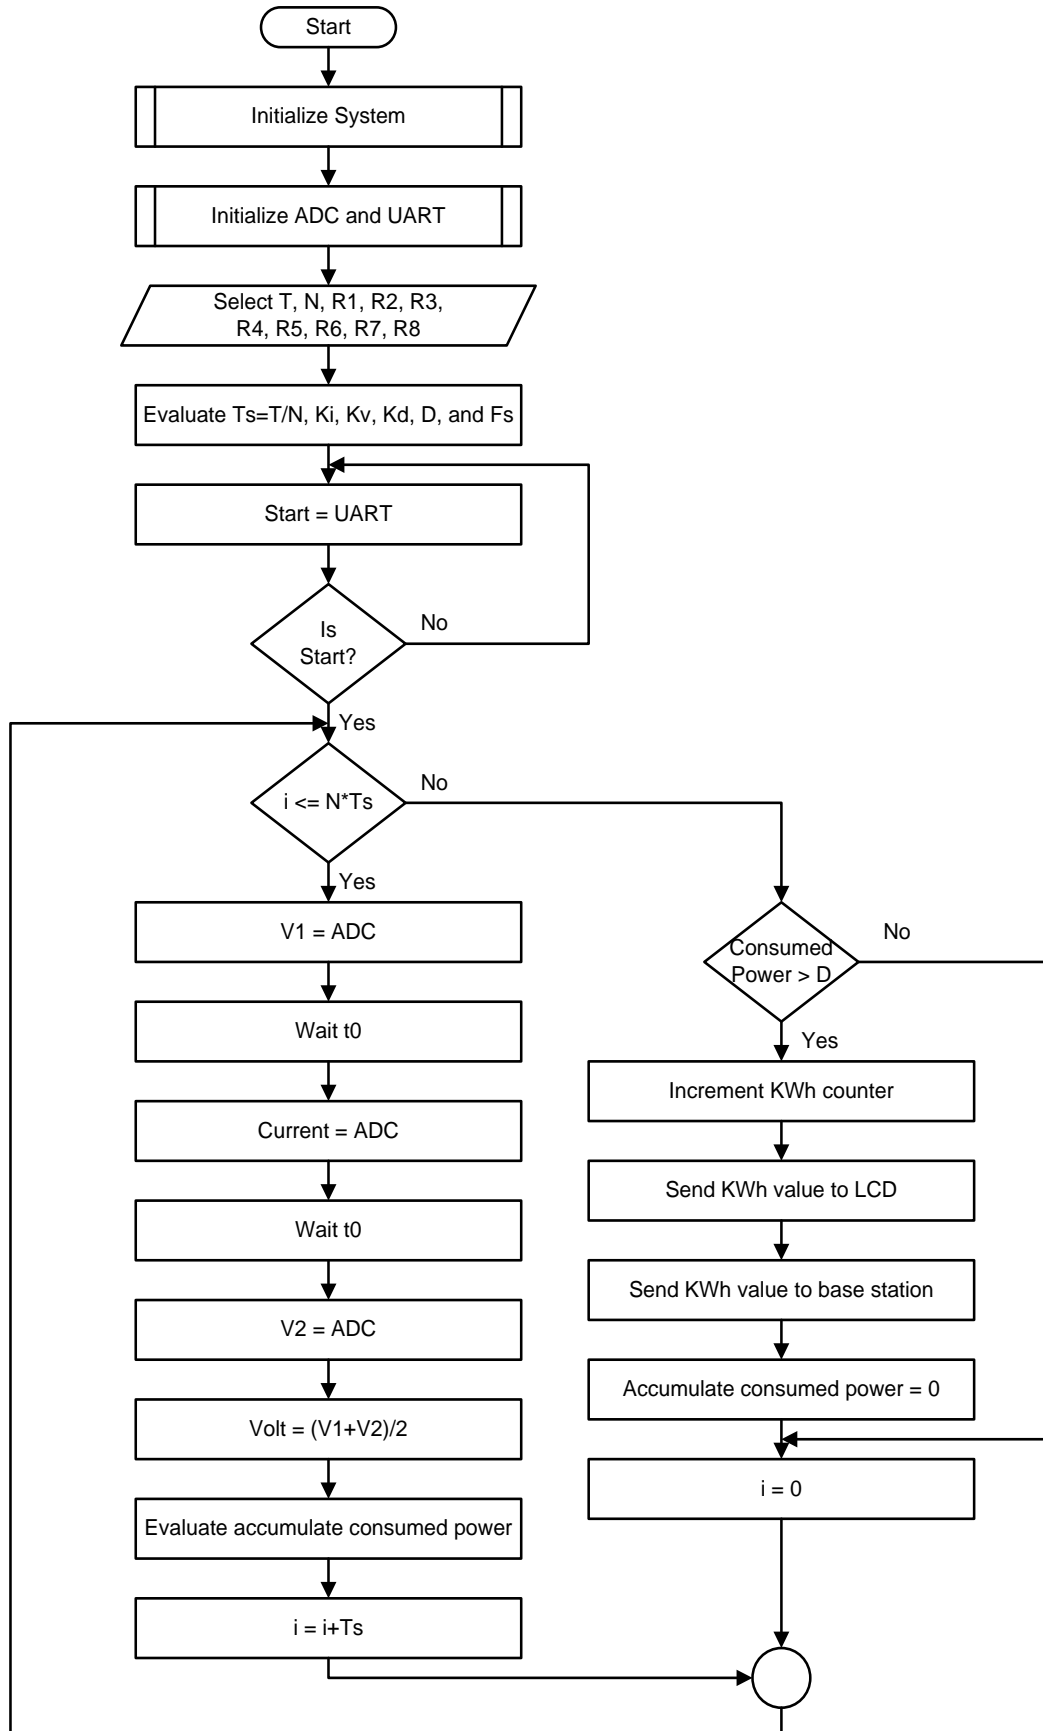 Start
Initialize System
Initialize ADC and UART
Select T, N, R1, R2, R3,
R4, R5, R6, R7, R8
Evaluate Ts=T/N, Ki, Kv, Kd, D, and Fs
Start = UART
Is
Start?
No
Yes
i <= N*Ts
No
Yes
V1 = ADC
Wait t0
Current = ADC
Wait t0
V2 = ADC
Volt = (V1+V2)/2
Evaluate accumulate consumed power
i = i+Ts
Consumed
Power > D
No
Yes
Increment KWh counter
Send KWh value to LCD
Send KWh value to base station
Accumulate consumed power = 0
i = 0